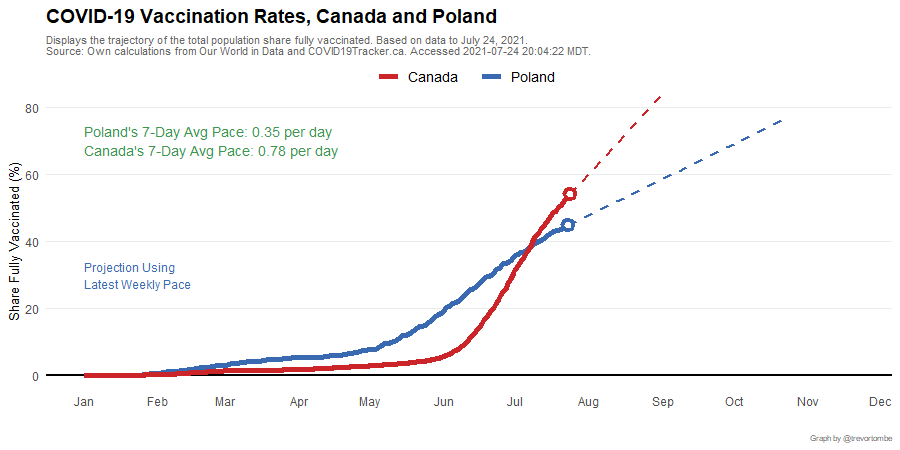 COVID-19 Vaccination Rates, Canada and Poland
Displays the trajectory of the total population share fully vaccinated. Based on data to July 24, 2021.
Source: Own calculations from Our World in Data and COVID19Tracker.ca. Accessed 2021-07-24 20:04:22 MDT.
Canada Poland
80
Poland's 7-Day Avg Pace: 0.35 per day
Canada's 7-Day Avg Pace: 0.78 per day
60
Share Fully Vaccinated (%)
40
Projection Using
Latest Weekly Pace
20
0
Jan Feb Mar Apr May Jun Jul Aug Sep Oct Nov Dec
Graph by @trevortombe